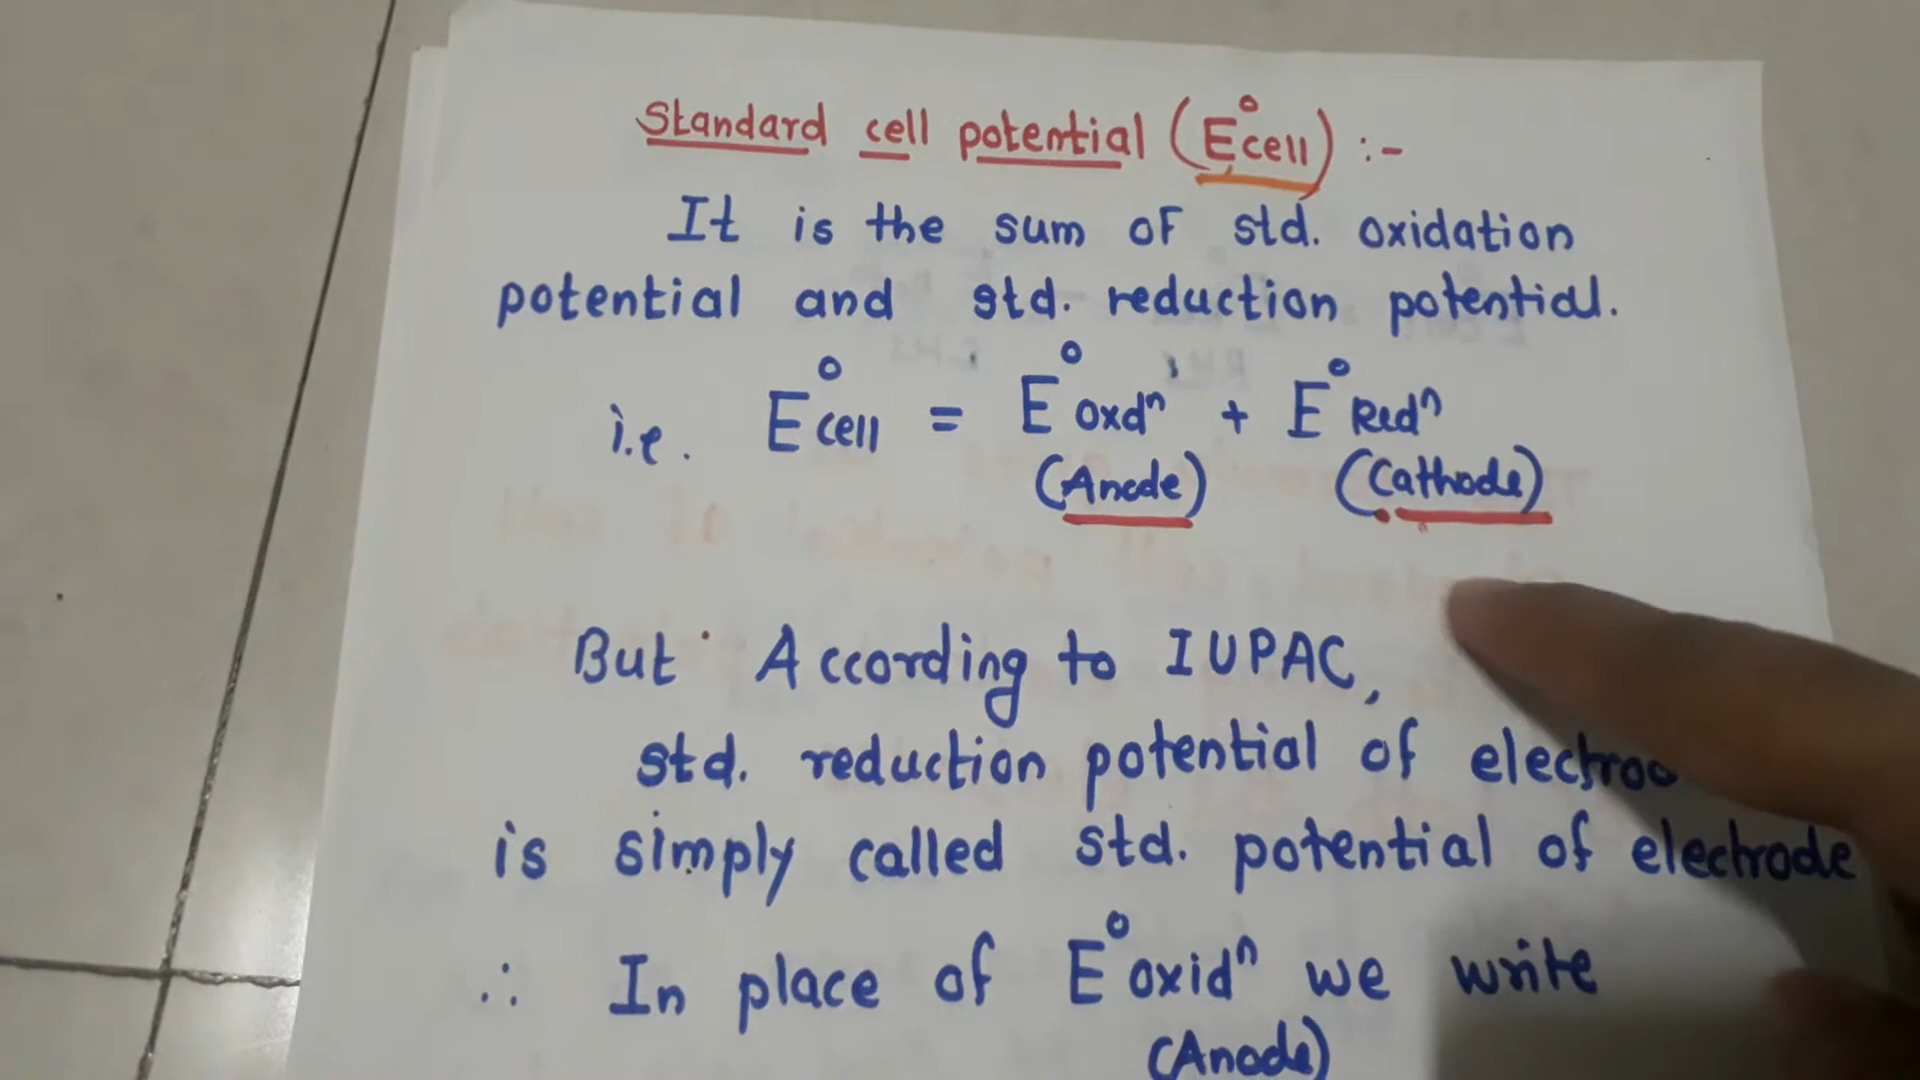 Standard cell potential (E°cell) :-
It is the sum of std. oxidation
potential and std. reduction potential.
i.e. E°cell = E°oxdⁿ + E°Redⁿ
(Anode) (Cathode)
But According to IUPAC,
std. reduction potential of electrod
is simply called std. potential of electrode
∴ In place of E°oxidⁿ we write
(Anode)